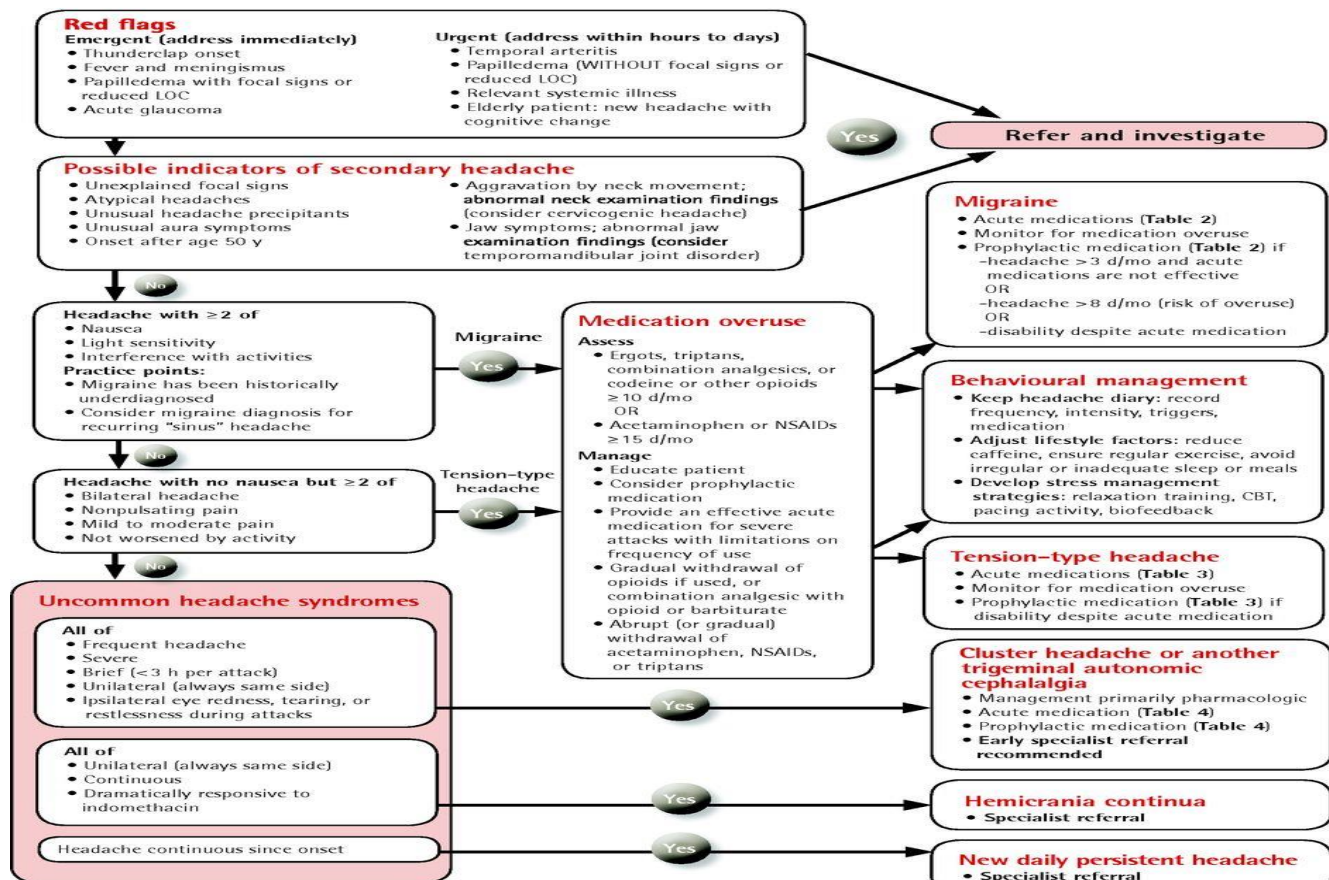 Red flags
Emergent (address immediately)
• Thunderclap onset
• Fever and meningismus
• Papilledema with focal signs or
reduced LOC
• Acute glaucoma
Urgent (address within hours to days)
• Temporal arteritis
• Papilledema (WITHOUT focal signs or
reduced LOC)
• Relevant systemic illness
• Elderly patient: new headache with
cognitive change
Yes
Refer and investigate
Possible indicators of secondary headache
• Unexplained focal signs
• Atypical headaches
• Unusual headache precipitants
• Unusual aura symptoms
• Onset after age 50 y
• Aggravation by neck movement;
abnormal neck examination findings
(consider cervicogenic headache)
• Jaw symptoms; abnormal jaw
examination findings (consider
temporomandibular joint disorder)
No
Headache with ≥2 of
• Nausea
• Light sensitivity
• Interference with activities
Practice points:
• Migraine has been historically
underdiagnosed
• Consider migraine diagnosis for
recurring "sinus" headache
Migraine
Yes
No
Headache with no nausea but ≥2 of
• Bilateral headache
• Nonpulsating pain
• Mild to moderate pain
• Not worsened by activity
Tension-type
headache
Yes
No
Medication overuse
Assess
• Ergots, triptans,
combination analgesics, or
codeine or other opioids
≥10 d/mo
OR
• Acetaminophen or NSAIDs
≥15 d/mo
Manage
• Educate patient
• Consider prophylactic
medication
• Provide an effective acute
medication for severe
attacks with limitations on
frequency of use
• Gradual withdrawal of
opioids if used, or
combination analgesic with
opioid or barbiturate
• Abrupt (or gradual)
withdrawal of
acetaminophen, NSAIDs,
or triptans
Migraine
• Acute medications (Table 2)
• Monitor for medication overuse
• Prophylactic medication (Table 2) if
-headache >3 d/mo and acute
medications are not effective
OR
-headache >8 d/mo (risk of overuse)
OR
-disability despite acute medication
Behavioural management
• Keep headache diary: record
frequency, intensity, triggers,
medication
• Adjust lifestyle factors: reduce
caffeine, ensure regular exercise, avoid
irregular or inadequate sleep or meals
• Develop stress management
strategies: relaxation training, CBT,
pacing activity, biofeedback
Tension-type headache
• Acute medications (Table 3)
• Monitor for medication overuse
• Prophylactic medication (Table 3) if
disability despite acute medication
Uncommon headache syndromes
All of
• Frequent headache
• Severe
• Brief (<3 h per attack)
• Unilateral (always same side)
• Ipsilateral eye redness, tearing, or
restlessness during attacks
Yes
Cluster headache or another
trigeminal autonomic
cephalalgia
• Management primarily pharmacologic
• Acute medication (Table 4)
• Prophylactic medication (Table 4)
• Early specialist referral
recommended
All of
• Unilateral (always same side)
• Continuous
• Dramatically responsive to
indomethacin
Yes
Hemicrania continua
• Specialist referral
Headache continuous since onset
Yes
New daily persistent headache
• Specialist referral